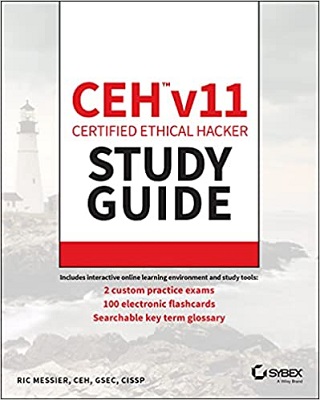 CEH™ v11
CERTIFIED ETHICAL HACKER
STUDY
GUIDE
Includes interactive online learning environment and study tools:
2 custom practice exams
100 electronic flashcards
Searchable key term glossary
RIC MESSIER, CEH, GSEC, CISSP
SYBEX
A Wiley Brand